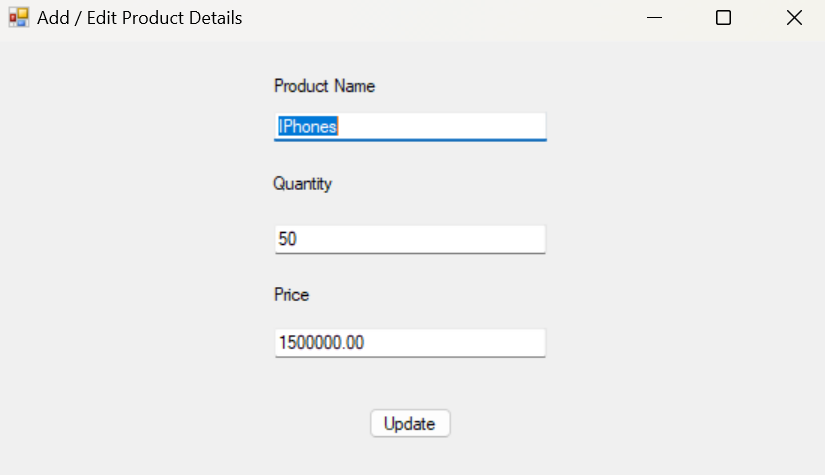 Add / Edit Product Details
Product Name
IPhones
Quantity
50
Price
1500000.00
Update